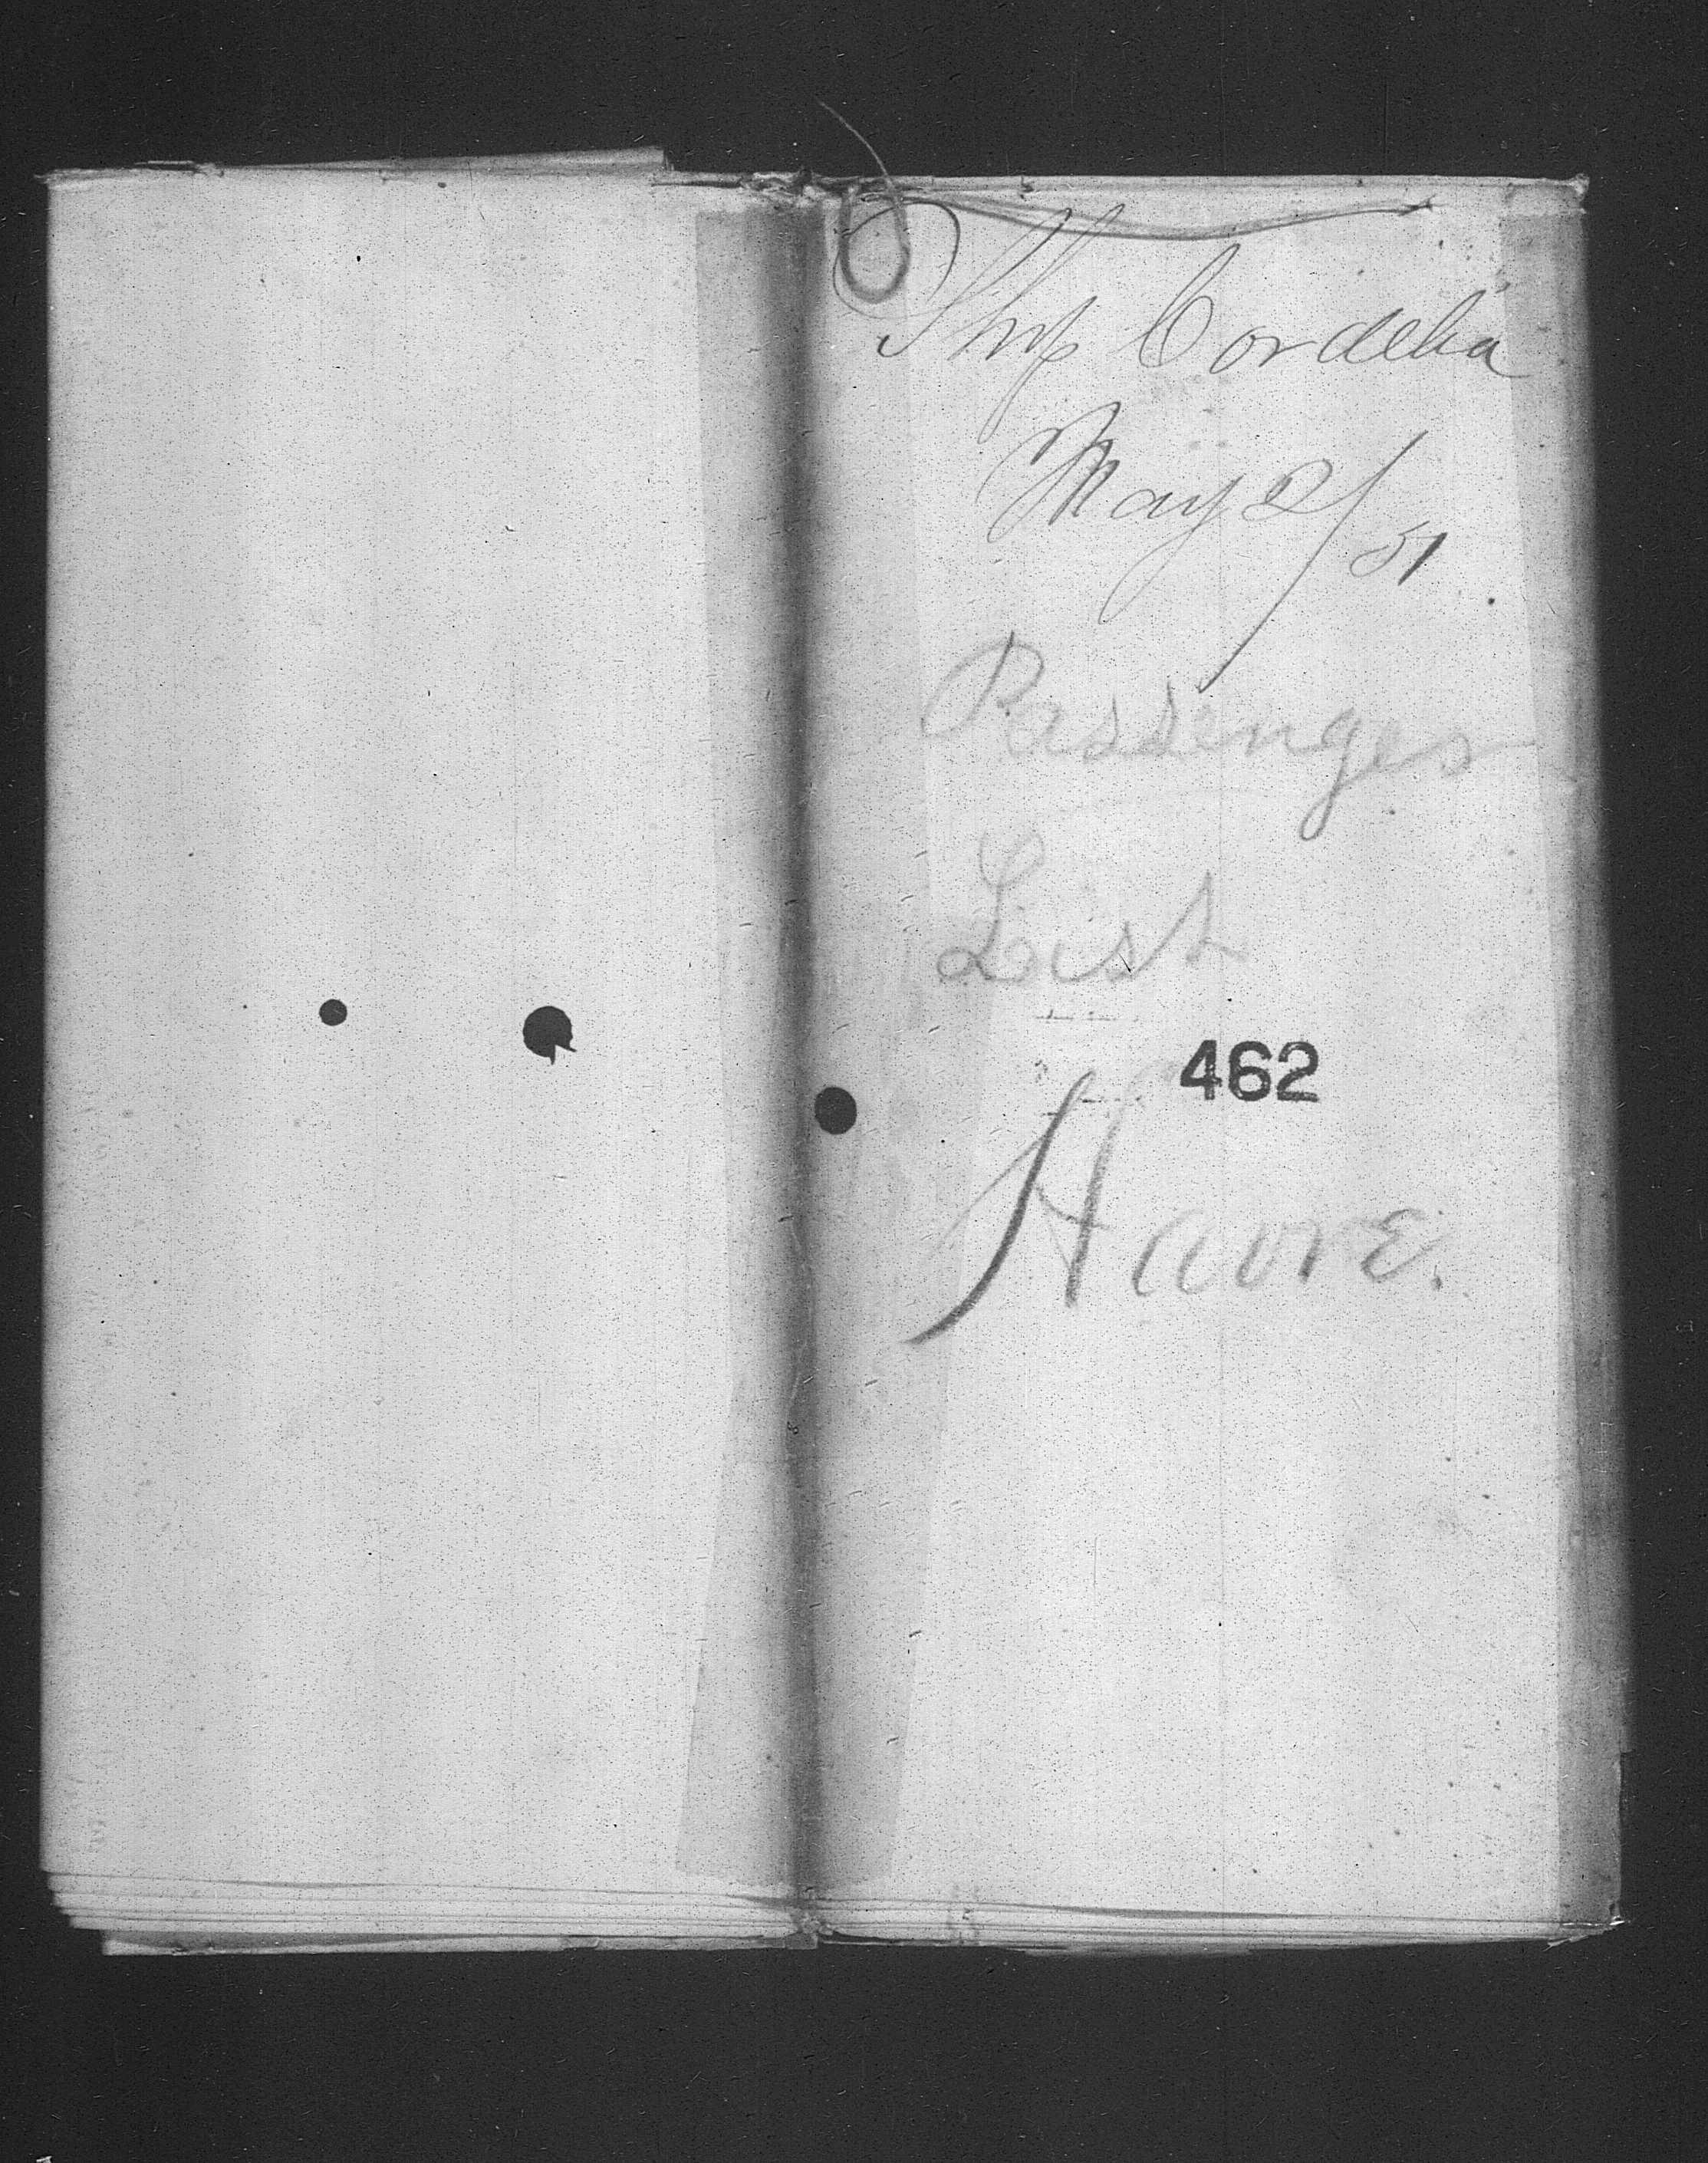 Ship Cordelia
May 2/51
Passenger
List
462
Havre.